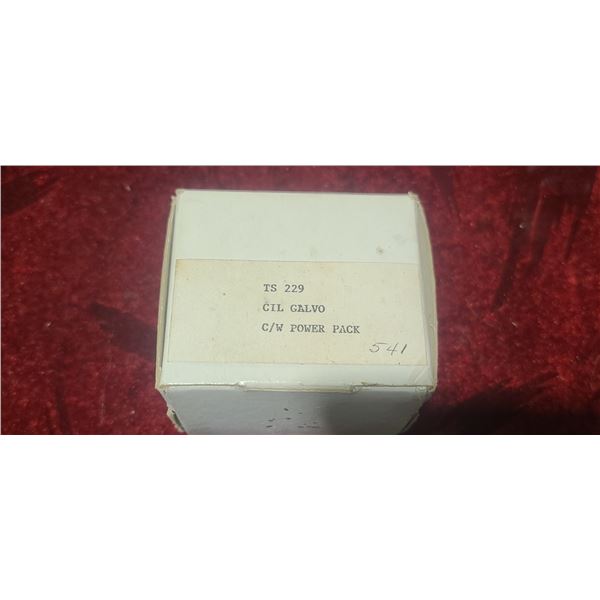 TS 229
CIL GALVO
C/W POWER PACK
541